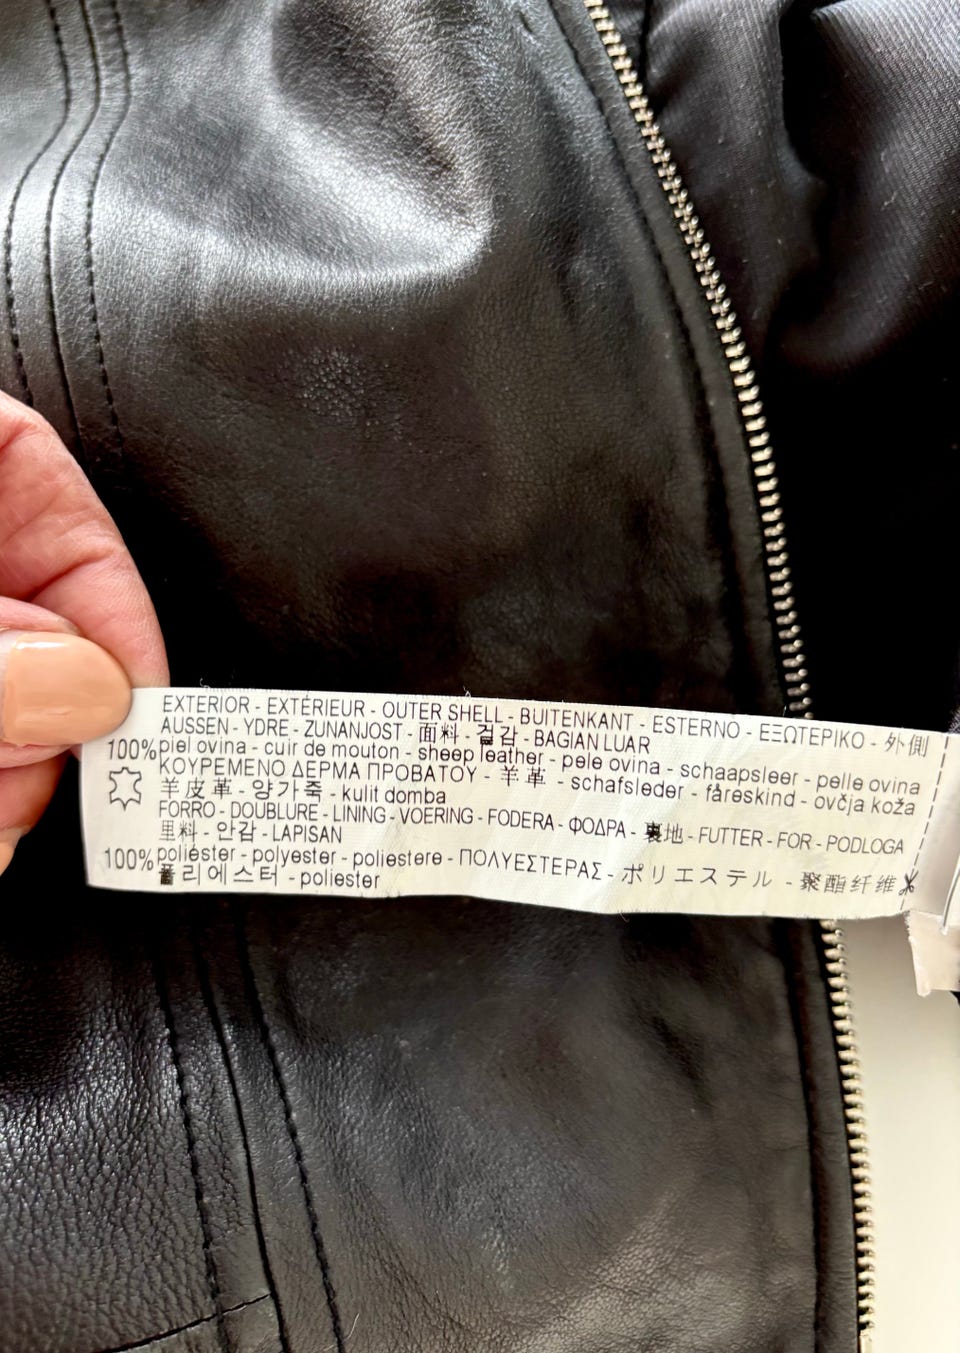 EXTERIOR - EXTÉRIEUR - OUTER SHELL - BUITENKANT - ESTERNO - ΕΞΩΤΕΡΙΚΟ - 外側
AUSSEN - YDRE - ZUNANJOST - 面料 - 겉감 - BAGIAN LUAR
100% piel ovina - cuir de mouton - sheep leather - pele ovina - schaapsleer - pelle ovina
ΚΟΥΡΕΜΕΝΟ ΔΕΡΜΑ ΠΡΟΒΑΤΟΥ - 羊革 - schafsleder - fåreskind - ovčja koža
羊皮革 - 양가죽 - kulit domba
FORRO - DOUBLURE - LINING - VOERING - FODERA - ΦΟΔΡΑ - 裏地 - FUTTER - FOR - PODLOGA
里料 - 안감 - LAPISAN
100% poliéster - polyester - poliestere - ΠΟΛΥΕΣΤΕΡΑΣ - ポリエステル - 聚酯纤维
폴리에스터 - poliester